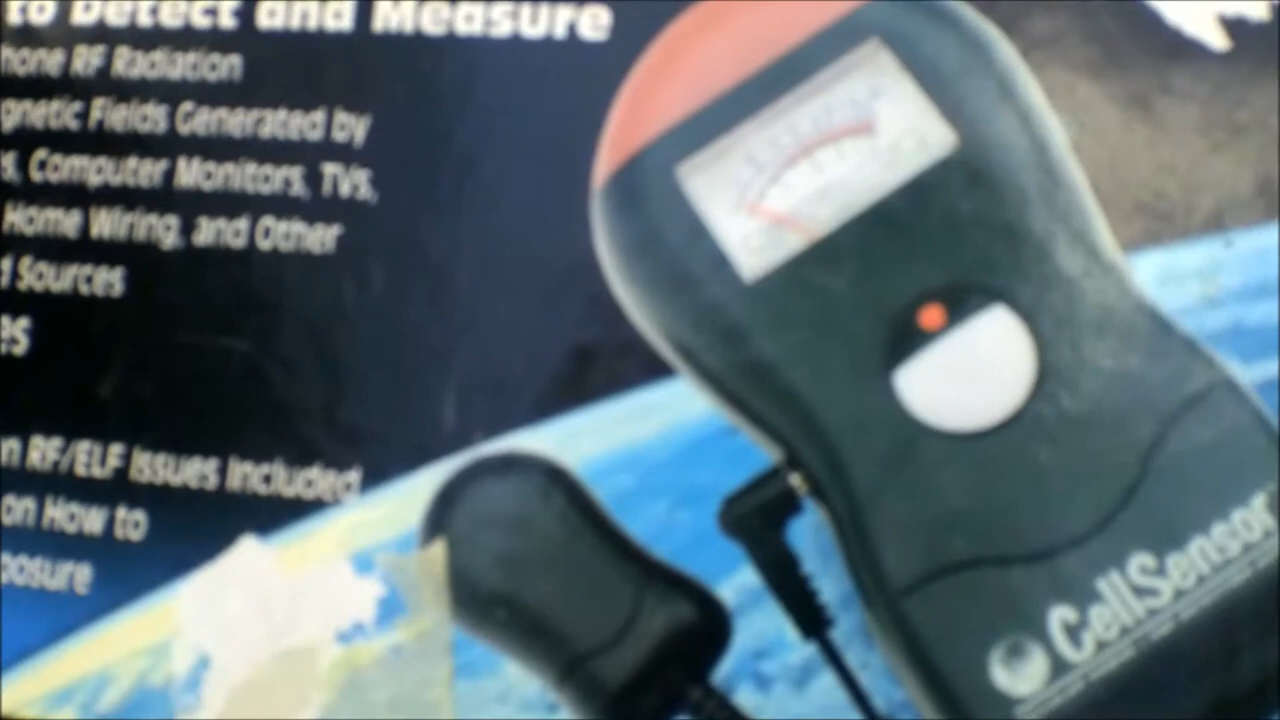 to Detect and Measure
hone RF Radiation
gnetic Fields Generated by
s, Computer Monitors, TVs,
Home Wiring, and Other
d Sources
es
n RF/ELF Issues Included
on How to
posure
CellSensor